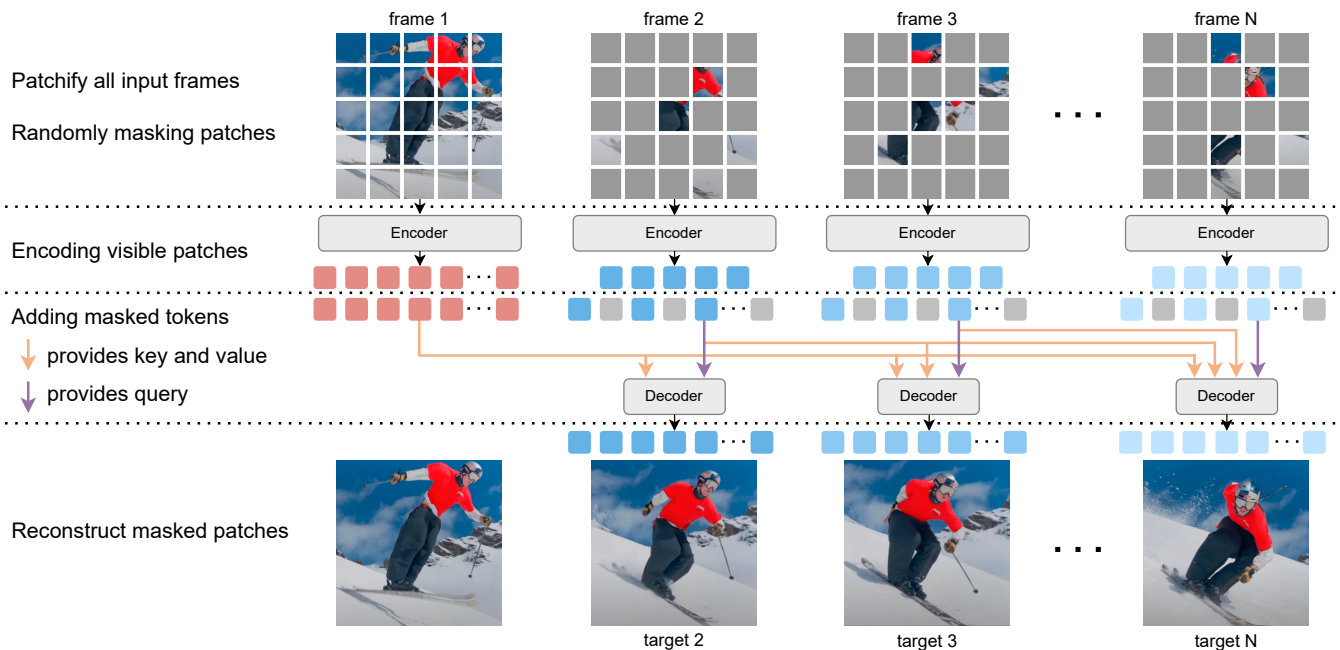 frame 1
frame 2
frame 3
frame N
Patchify all input frames
Randomly masking patches
. . .
Encoder
Encoder
Encoder
Encoder
Encoding visible patches
Adding masked tokens
provides key and value
provides query
Decoder
Decoder
Decoder
Reconstruct masked patches
. . .
target 2
target 3
target N